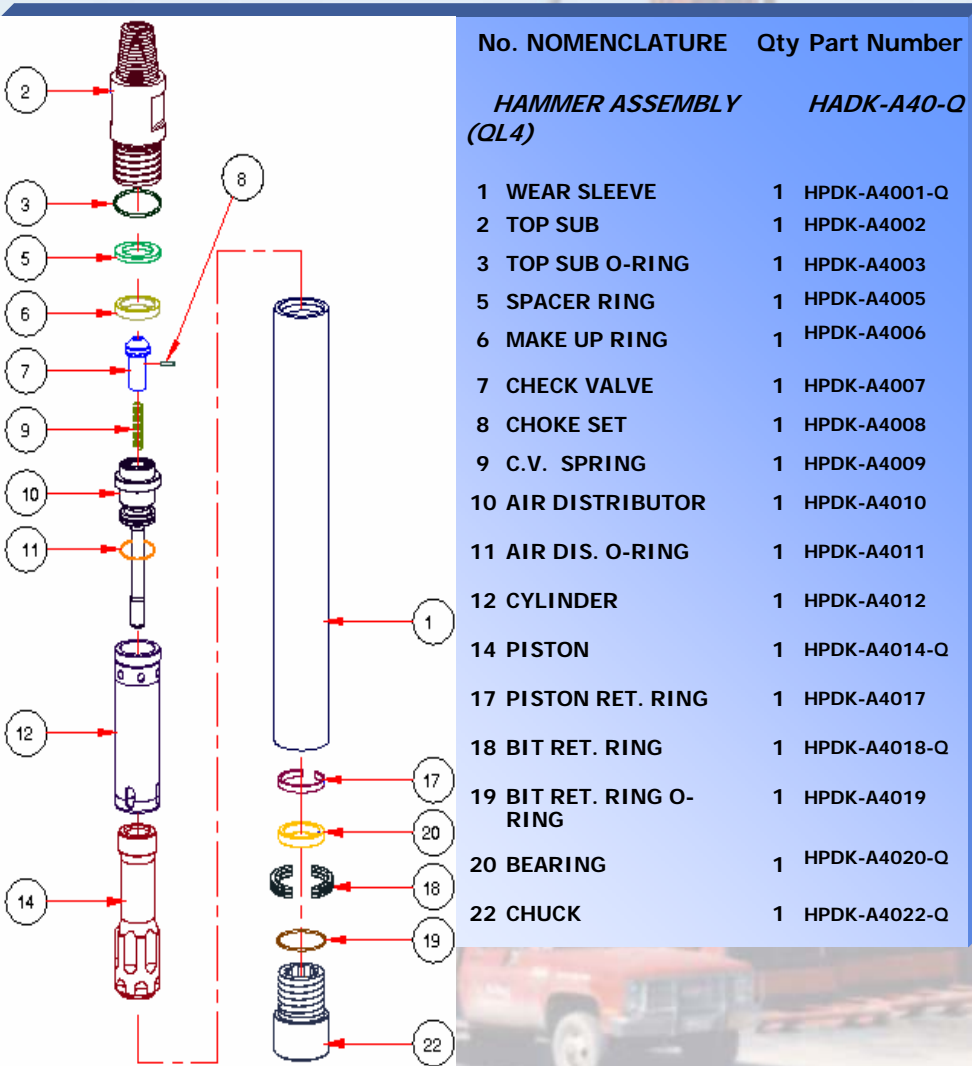 No. NOMENCLATURE Qty Part Number
HAMMER ASSEMBLY HADK-A40-Q
(QL4)
1 WEAR SLEEVE 1 HPDK-A4001-Q
2 TOP SUB 1 HPDK-A4002
3 TOP SUB O-RING 1 HPDK-A4003
5 SPACER RING 1 HPDK-A4005
6 MAKE UP RING 1 HPDK-A4006
7 CHECK VALVE 1 HPDK-A4007
8 CHOKE SET 1 HPDK-A4008
9 C.V. SPRING 1 HPDK-A4009
10 AIR DISTRIBUTOR 1 HPDK-A4010
11 AIR DIS. O-RING 1 HPDK-A4011
12 CYLINDER 1 HPDK-A4012
14 PISTON 1 HPDK-A4014-Q
17 PISTON RET. RING 1 HPDK-A4017
18 BIT RET. RING 1 HPDK-A4018-Q
19 BIT RET. RING O- 1 HPDK-A4019
RING
20 BEARING 1 HPDK-A4020-Q
22 CHUCK 1 HPDK-A4022-Q
2
8
3
5
6
7
9
10
11
1
12
17
20
14
18
19
22